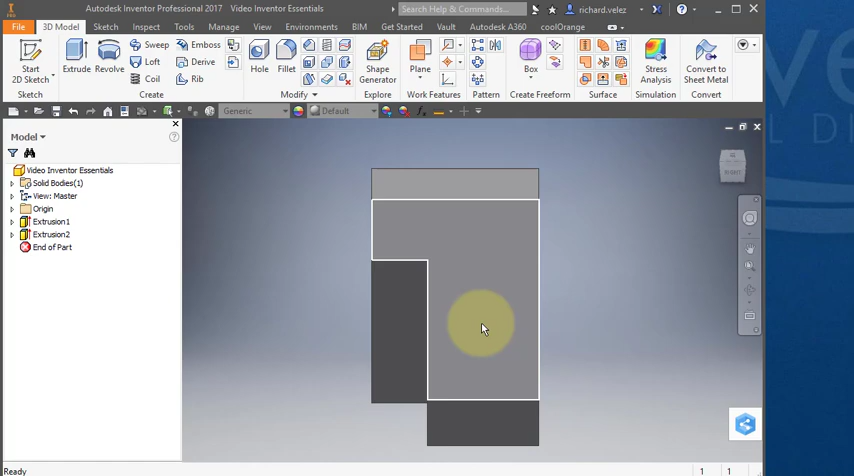 Autodesk Inventor Professional 2017 Video Inventor Essentials
Search Help & Commands...
richard.velez
File 3D Model Sketch Inspect Tools Manage View Environments BIM Get Started Vault Autodesk A360 coolOrange
Start
2D Sketch
Sketch
Extrude
Revolve
Sweep
Loft
Coil
Emboss
Derive
Rib
Create
Hole
Fillet
Modify
Shape
Generator
Explore
Plane
Work Features
Pattern
Box
Create Freeform
Surface
Stress
Analysis
Simulation
Convert to
Sheet Metal
Convert
Generic
Default
Model
Video Inventor Essentials
Solid Bodies(1)
View: Master
Origin
Extrusion1
Extrusion2
End of Part
RIGHT
Ready
1 1